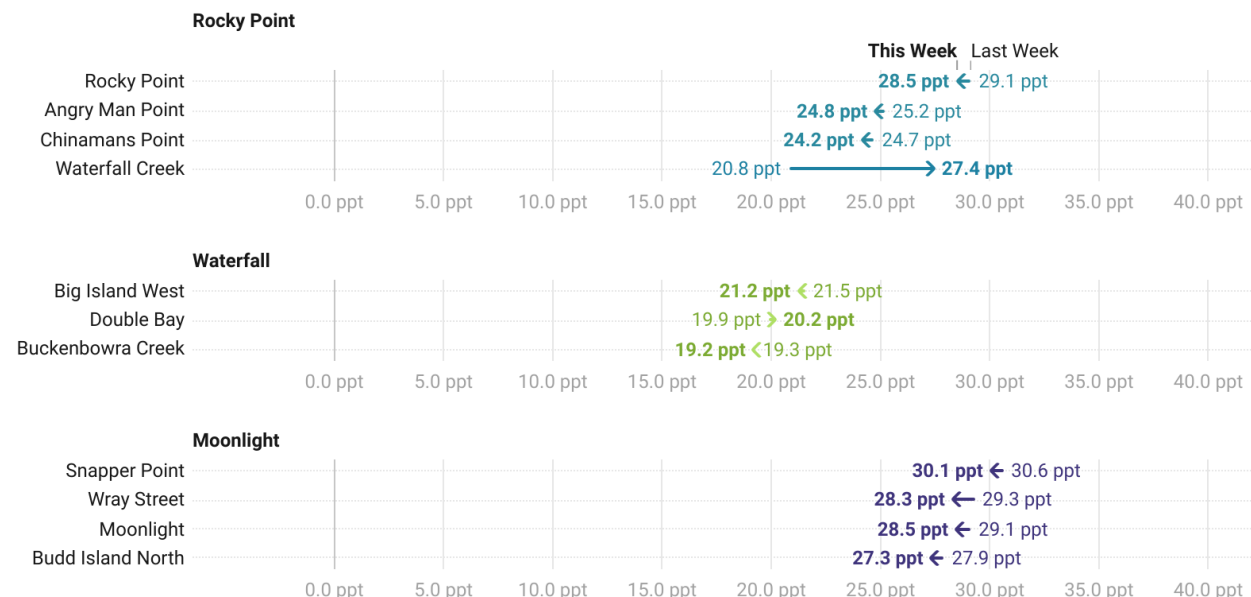 Rocky Point
This Week Last Week
Rocky Point 28.5 ppt 29.1 ppt
Angry Man Point 24.8 ppt 25.2 ppt
Chinamans Point 24.2 ppt 24.7 ppt
Waterfall Creek 20.8 ppt 27.4 ppt
0.0 ppt 5.0 ppt 10.0 ppt 15.0 ppt 20.0 ppt 25.0 ppt 30.0 ppt 35.0 ppt 40.0 ppt
Waterfall
Big Island West 21.2 ppt 21.5 ppt
Double Bay 19.9 ppt 20.2 ppt
Buckenbowra Creek 19.2 ppt 19.3 ppt
0.0 ppt 5.0 ppt 10.0 ppt 15.0 ppt 20.0 ppt 25.0 ppt 30.0 ppt 35.0 ppt 40.0 ppt
Moonlight
Snapper Point 30.1 ppt 30.6 ppt
Wray Street 28.3 ppt 29.3 ppt
Moonlight 28.5 ppt 29.1 ppt
Budd Island North 27.3 ppt 27.9 ppt
0.0 ppt 5.0 ppt 10.0 ppt 15.0 ppt 20.0 ppt 25.0 ppt 30.0 ppt 35.0 ppt 40.0 ppt